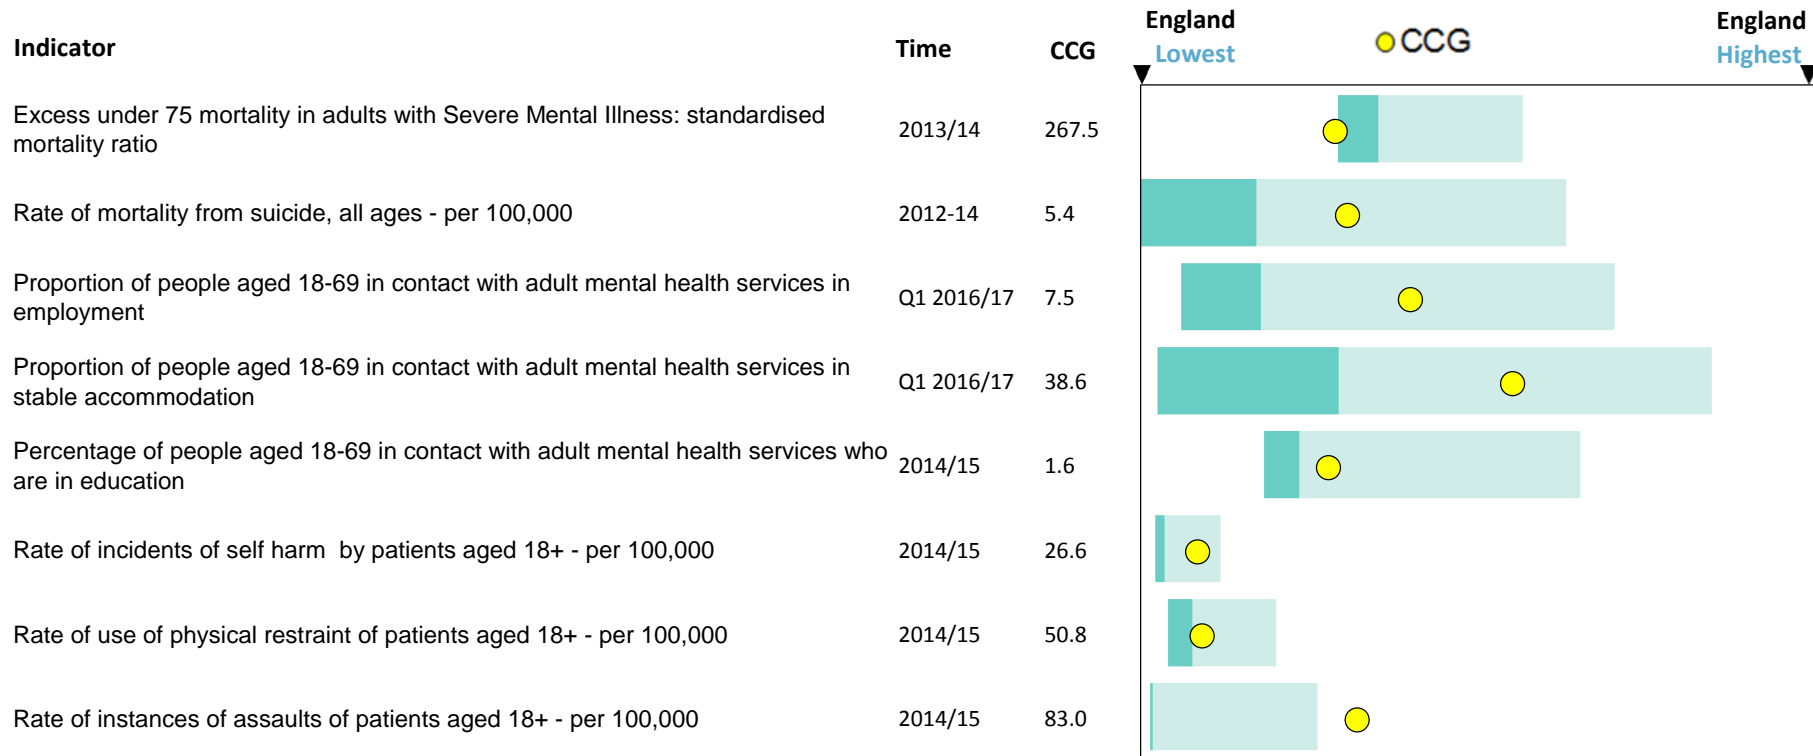 Indicator Time CCG England Lowest CCG England Highest
Excess under 75 mortality in adults with Severe Mental Illness: standardised
mortality ratio
2013/14 267.5
Rate of mortality from suicide, all ages - per 100,000 2012-14 5.4
Proportion of people aged 18-69 in contact with adult mental health services in
employment
Q1 2016/17 7.5
Proportion of people aged 18-69 in contact with adult mental health services in
stable accommodation
Q1 2016/17 38.6
Percentage of people aged 18-69 in contact with adult mental health services who
are in education
2014/15 1.6
Rate of incidents of self harm  by patients aged 18+ - per 100,000 2014/15 26.6
Rate of use of physical restraint of patients aged 18+ - per 100,000 2014/15 50.8
Rate of instances of assaults of patients aged 18+ - per 100,000 2014/15 83.0